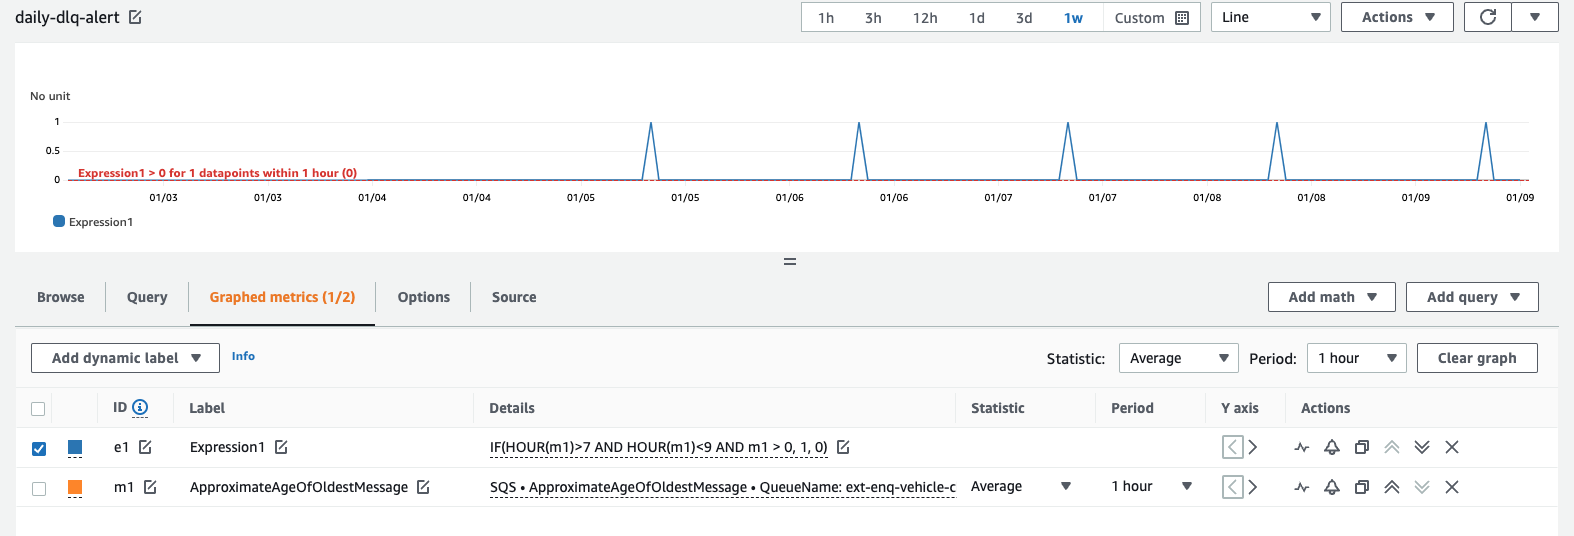 daily-dlq-alert
1h 3h 12h 1d 3d 1w Custom Line Actions
No unit
1
0.5
Expression1 > 0 for 1 datapoints within 1 hour (0)
0
01/03 01/03 01/04 01/04 01/05 01/05 01/06 01/06 01/07 01/07 01/08 01/08 01/09 01/09
Expression1
Browse Query Graphed metrics (1/2) Options Source Add math Add query
Add dynamic label Info Statistic: Average Period: 1 hour Clear graph
ID Label Details Statistic Period Y axis Actions
e1 Expression1 IF(HOUR(m1)>7 AND HOUR(m1)<9 AND m1 > 0, 1, 0)
m1 ApproximateAgeOfOldestMessage SQS • ApproximateAgeOfOldestMessage • QueueName: ext-enq-vehicle-c Average 1 hour